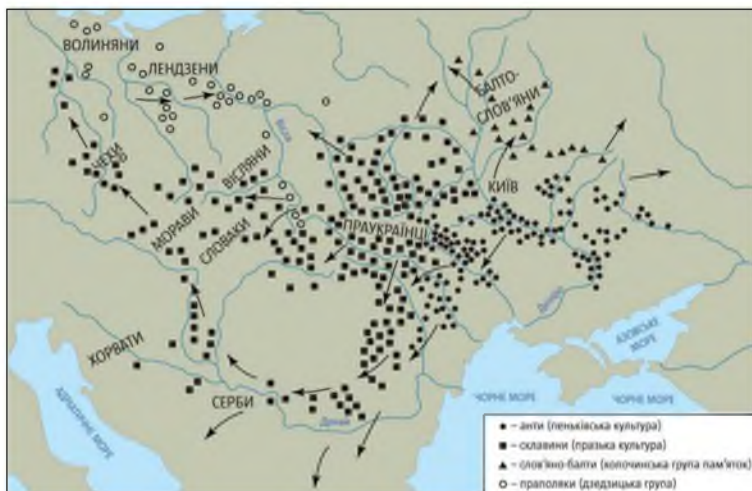 ВОЛИНЯНИ
ЛЕНДЗЕНИ
БАЛТО-
СЛОВ'ЯНИ
Вісла
ЧЕХИ
ВІСЛЯНИ
КИЇВ
МОРАВИ
СЛОВАКИ
ПРАУКРАЇНЦІ
Дніпро
ХОРВАТИ
АЗОВСЬКЕ
МОРЕ
АДРІАТИЧНЕ МОРЕ
СЕРБИ
ЧОРНЕ МОРЕ
ЧОРНЕ МОРЕ
Дунай
– анти (пеньківська культура)
– склавини (празька культура)
– слов'яно-балти (колочинська група пам'яток)
– праполяки (дзедзицька група)